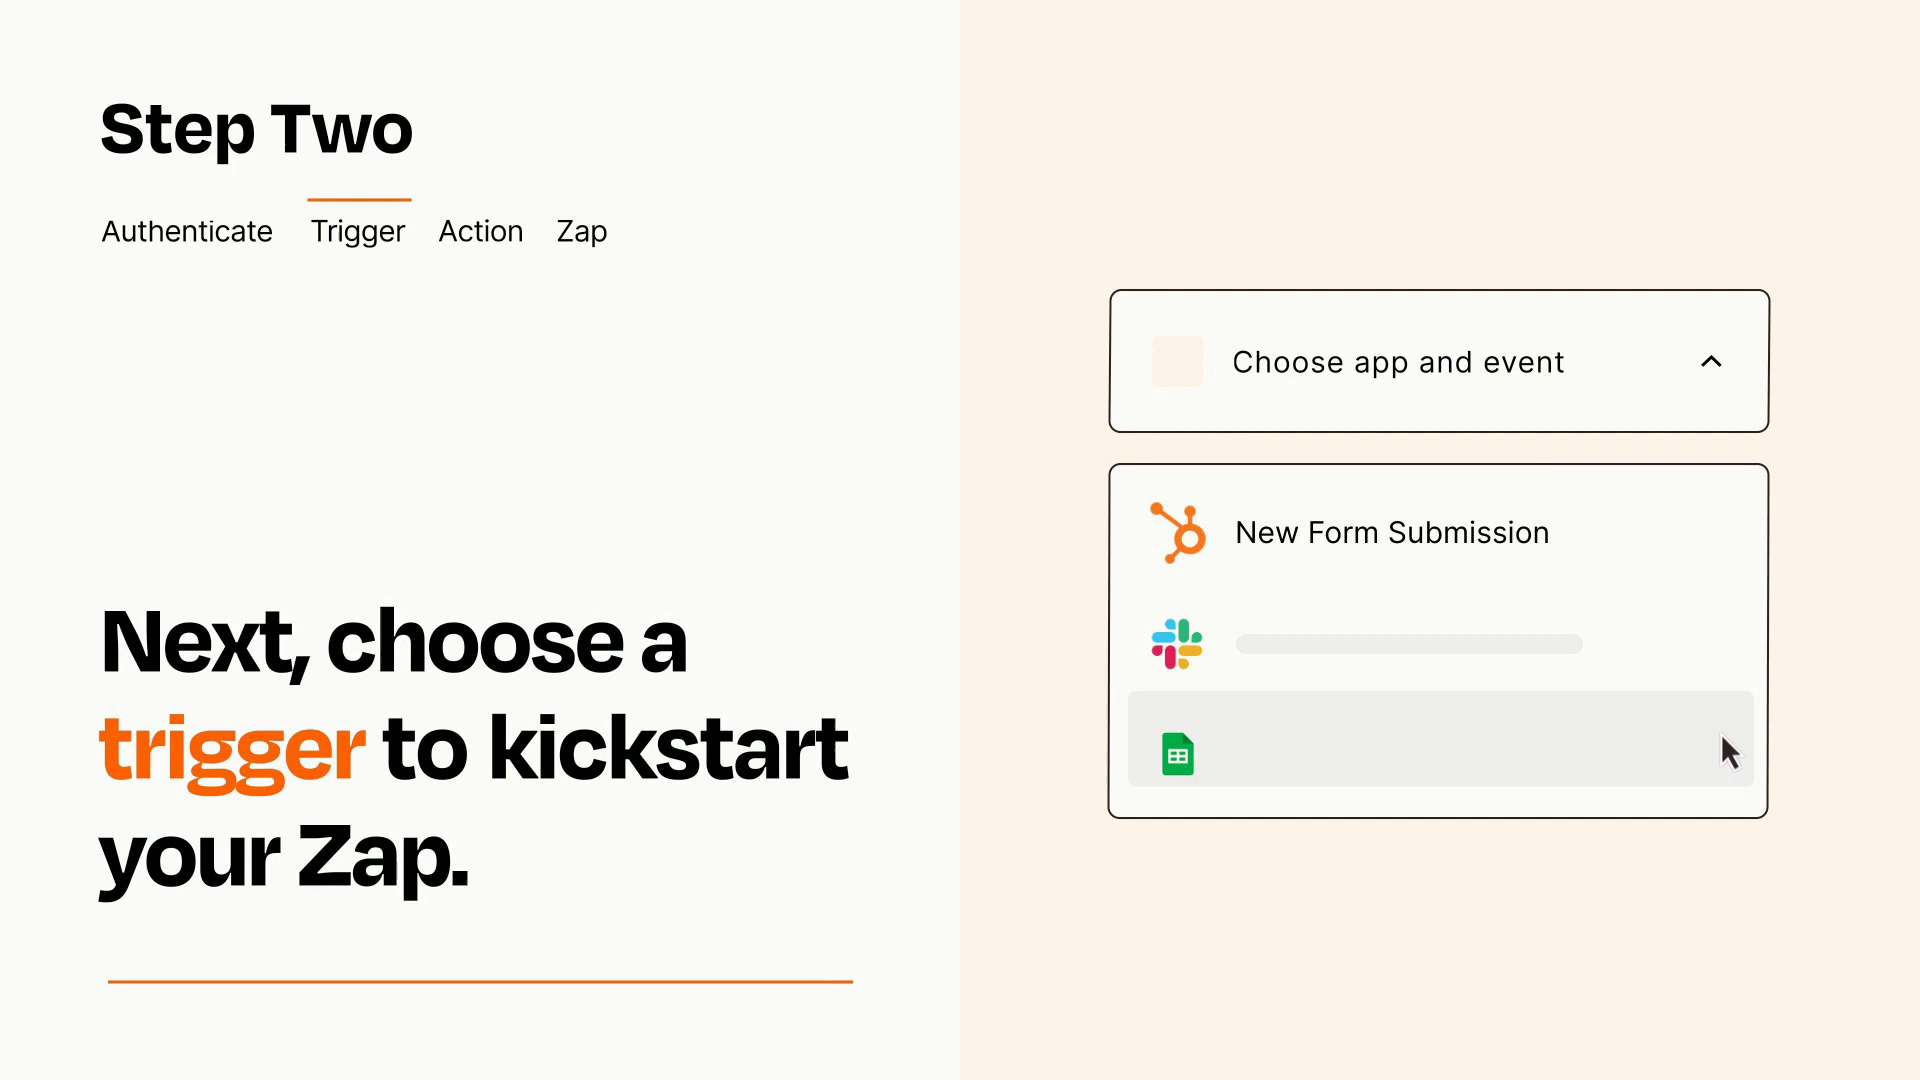 Step Two
Authenticate Trigger Action Zap
Next, choose a
trigger to kickstart
your Zap.
Choose app and event
New Form Submission